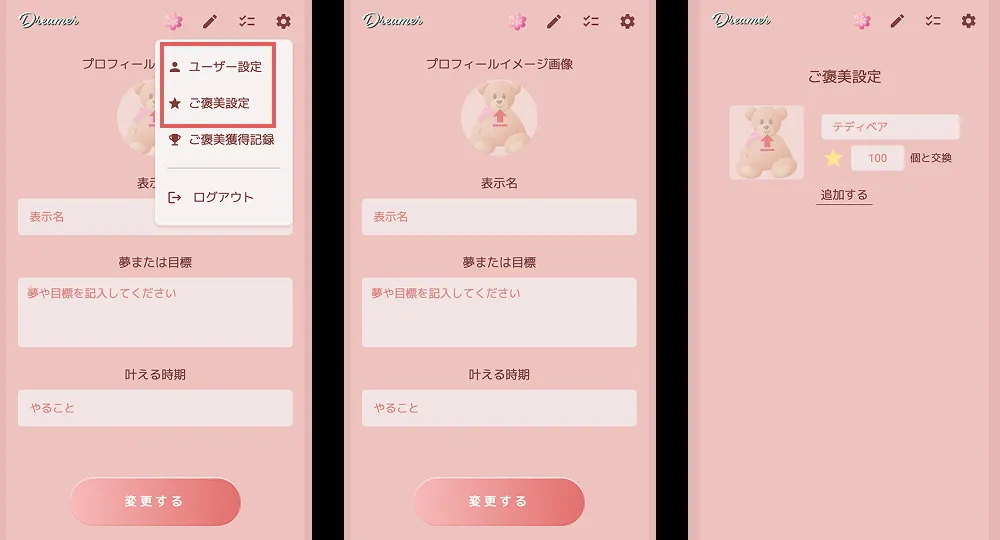 Dreamer
プロフィール
ユーザー設定
ご褒美設定
ご褒美獲得記録
ログアウト
表示
表示名
夢または目標
夢や目標を記入してください
叶える時期
やること
変更する
Dreamer
プロフィールイメージ画像
表示名
表示名
夢または目標
夢や目標を記入してください
叶える時期
やること
変更する
Dreamer
ご褒美設定
テディベア
100 個と交換
追加する